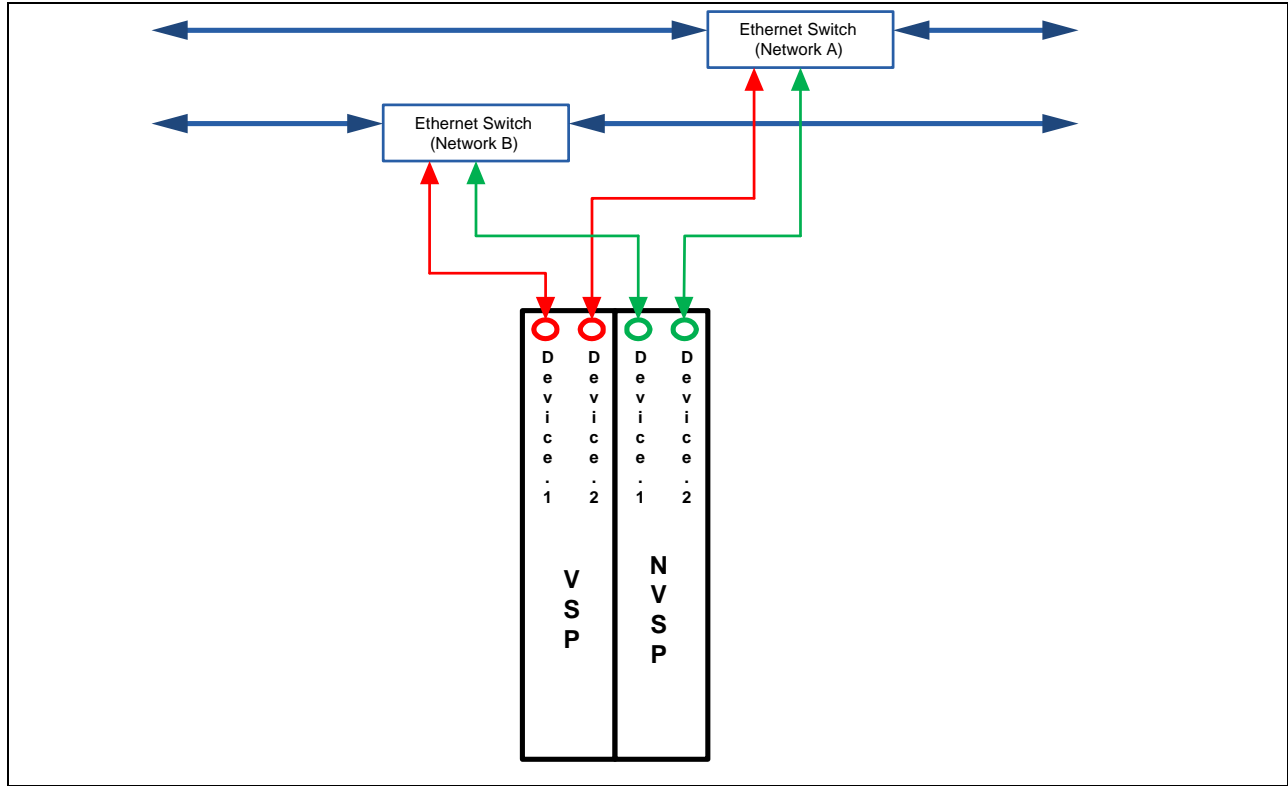 Ethernet Switch
(Network A)
Ethernet Switch
(Network B)
Device.1
Device.2
Device.1
Device.2
VSP
NVSP